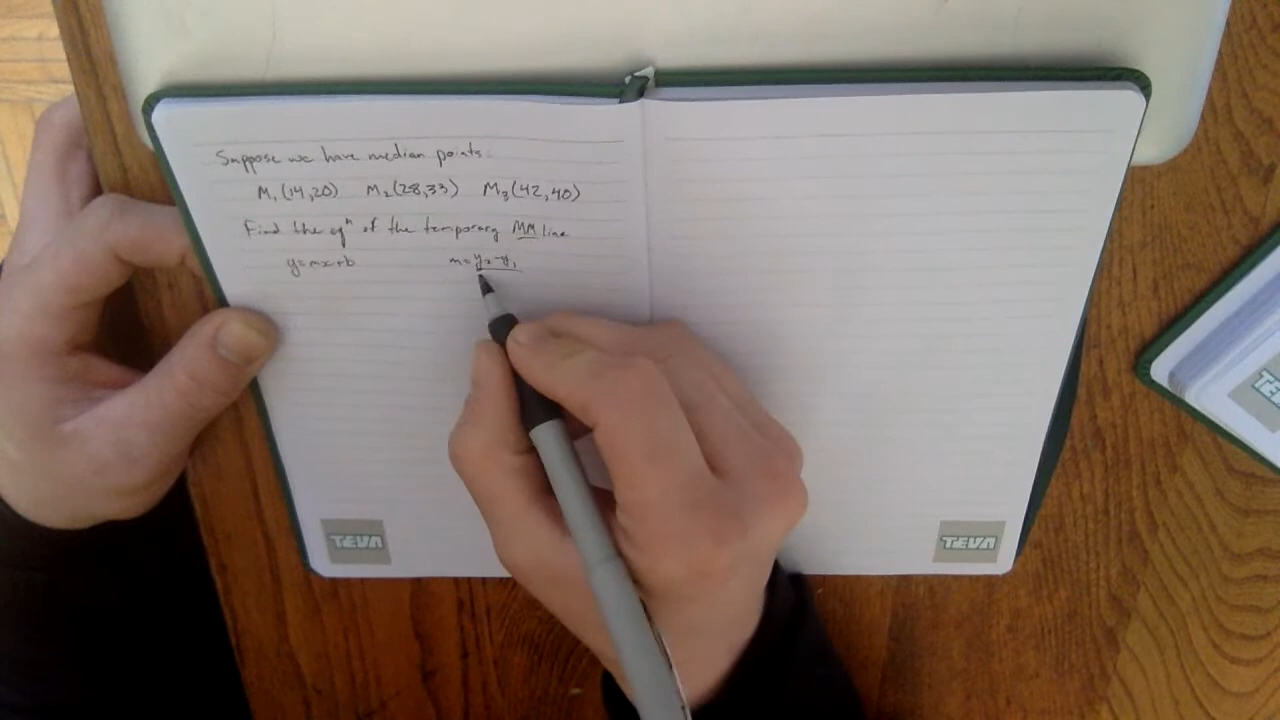 Suppose we have median points:
M₁(14,20) M₂(28,33) M₃(42,40)
Find the eqⁿ of the temporary MM line
y=mx+b m=y₂-y₁
TEVA TEVA